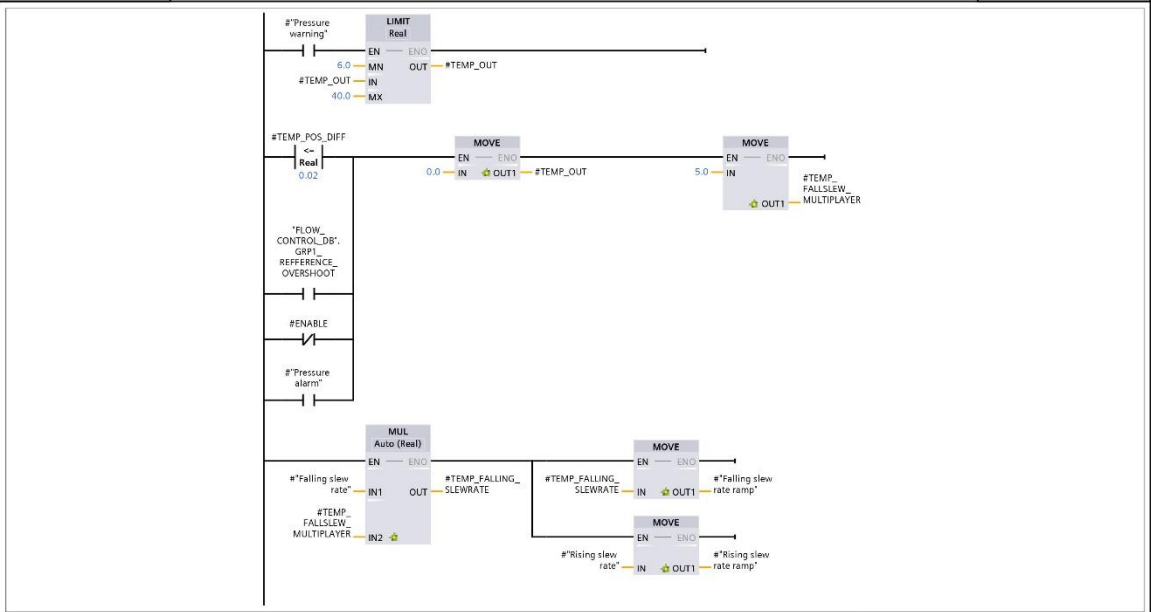 #"Pressure
warning"
LIMIT
Real
EN ENO
6.0 MN OUT #TEMP_OUT
#TEMP_OUT IN
40.0 MX
#TEMP_POS_DIFF
<=
Real
0.02
MOVE
EN ENO
0.0 IN OUT1 #TEMP_OUT
MOVE
EN ENO
5.0 IN
OUT1
#TEMP_
FALLSLEW_
MULTIPLAYER
"FLOW_
CONTROL_DB".
GRP1_
REFFERENCE_
OVERSHOOT
#ENABLE
#"Pressure
alarm"
MUL
Auto (Real)
EN ENO
#"Falling slew
rate" IN1
OUT
#TEMP_FALLING_
SLEWRATE
#TEMP_
FALLSLEW_
MULTIPLAYER IN2
MOVE
EN ENO
#TEMP_FALLING_
SLEWRATE IN OUT1
#"Falling slew
rate ramp"
MOVE
EN ENO
#"Rising slew
rate" IN OUT1
#"Rising slew
rate ramp"